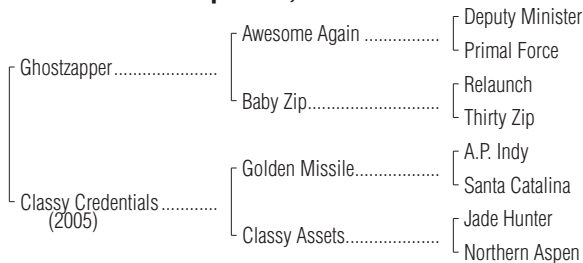 Deputy Minister
Awesome Again
Primal Force
Ghostzapper
Relaunch
Baby Zip
Thirty Zip
A.P. Indy
Golden Missile
Santa Catalina
Classy Credentials
(2005)
Jade Hunter
Classy Assets
Northern Aspen